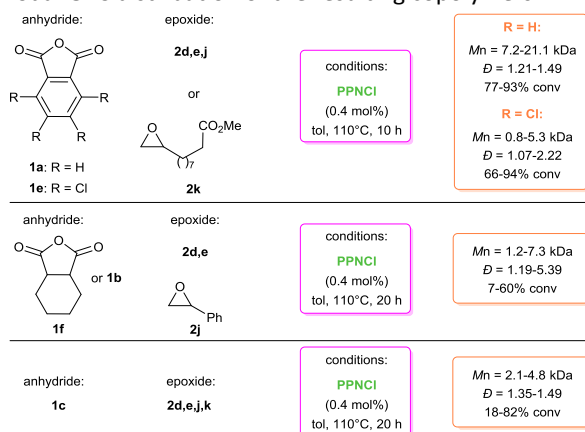 of the resulting copolymers
anhydride:
O
O
O
R
R
R
R
1a: R = H
1e: R = Cl
epoxide:
2d,e,j
or
O
CO2Me
7
2k
conditions:
PPNCl
(0.4 mol%)
tol, 110°C, 10 h
R = H:
Mn = 7.2-21.1 kDa
Đ = 1.21-1.49
77-93% conv
R = Cl:
Mn = 0.8-5.3 kDa
Đ = 1.07-2.22
66-94% conv
anhydride:
O
O
O
or 1b
1f
epoxide:
2d,e
O
Ph
2j
conditions:
PPNCl
(0.4 mol%)
tol, 110°C, 20 h
Mn = 1.2-7.3 kDa
Đ = 1.19-5.39
7-60% conv
anhydride:
1c
epoxide:
2d,e,j,k
conditions:
PPNCl
(0.4 mol%)
tol, 110°C, 20 h
Mn = 2.1-4.8 kDa
Đ = 1.35-1.49
18-82% conv